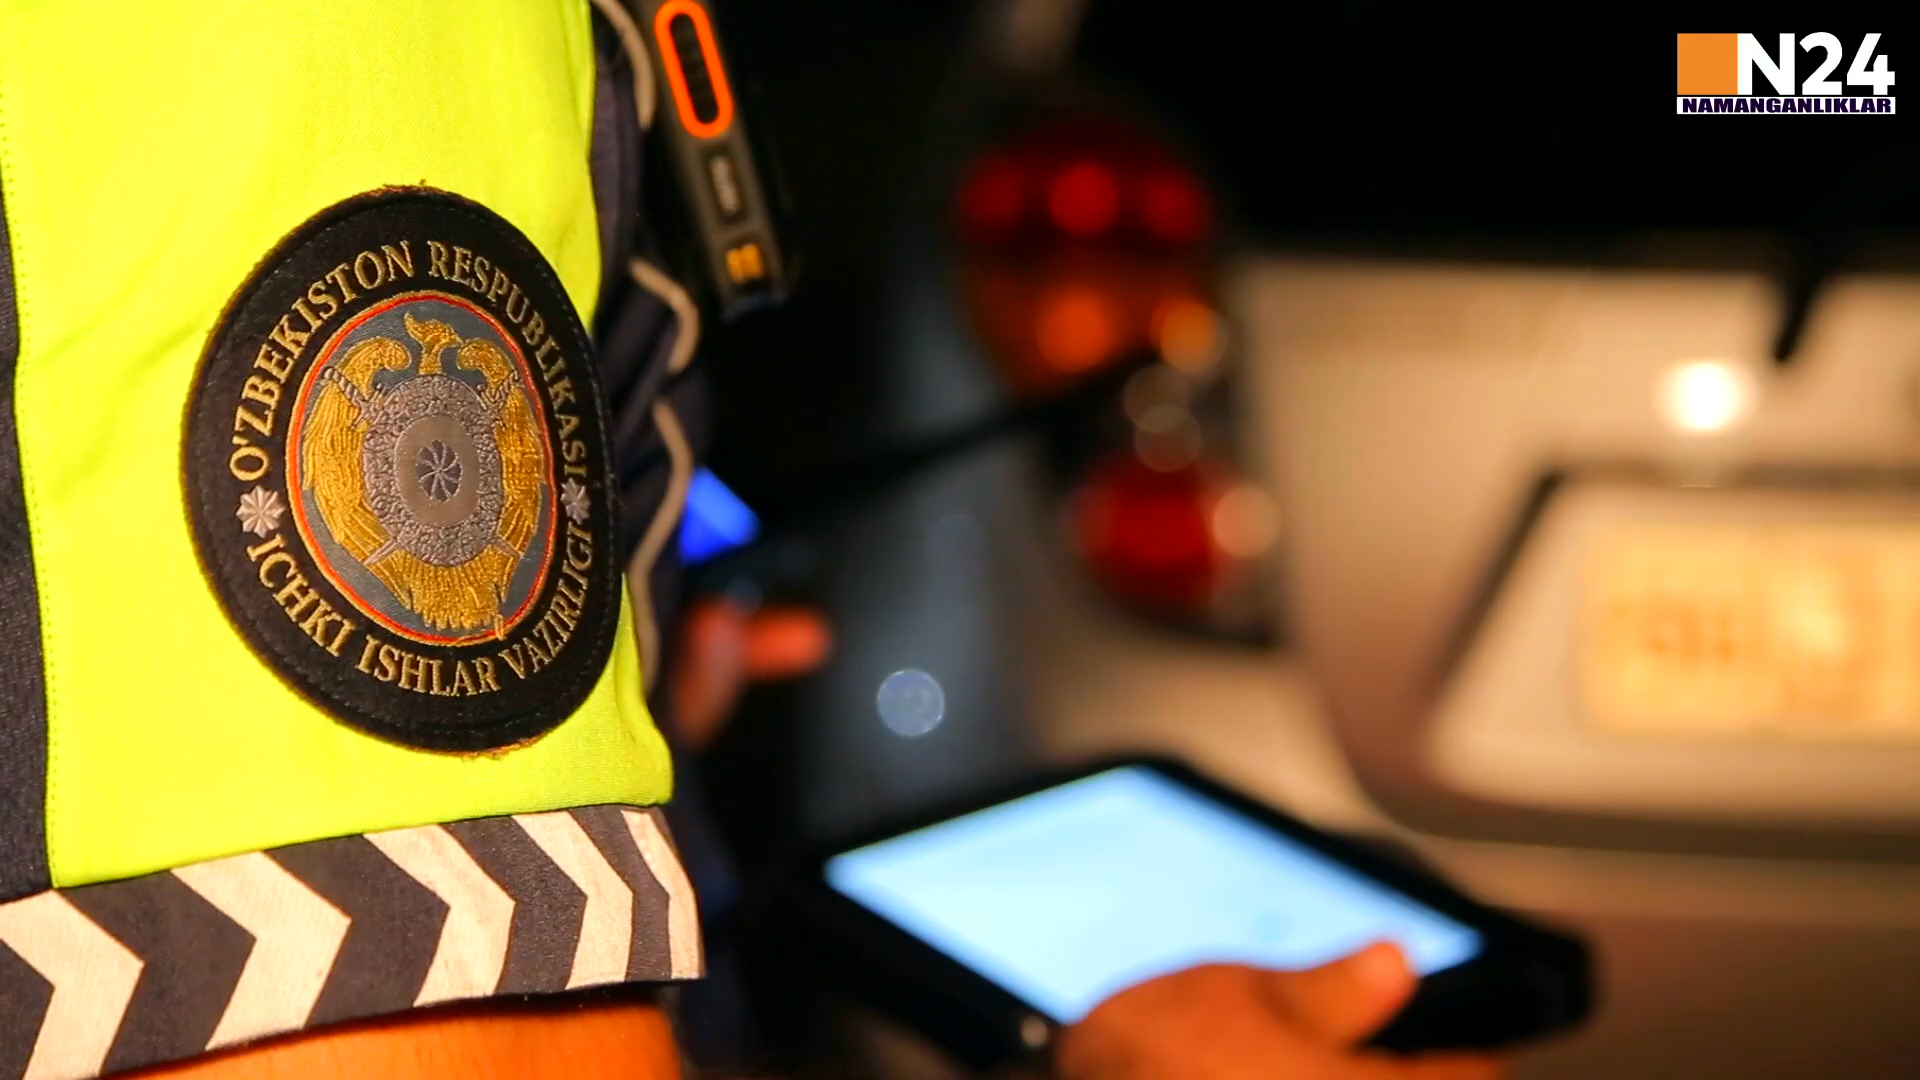 N24
NAMANGANLIKLAR
O'ZBEKISTON RESPUBLIKASI
ICHKI ISHLAR VAZIRLIGI